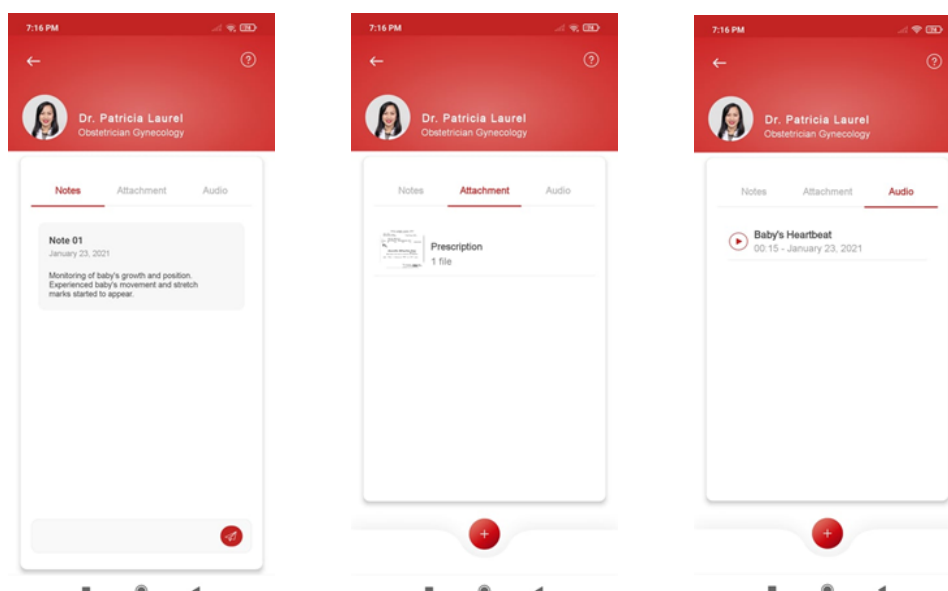 7:16 PM
74
?
Dr. Patricia Laurel
Obstetrician Gynecology
Notes Attachment Audio
Note 01
January 23, 2021
Monitoring of baby's growth and position.
Experienced baby's movement and stretch
marks started to appear.
7:16 PM
74
?
Dr. Patricia Laurel
Obstetrician Gynecology
Notes Attachment Audio
Prescription
1 file
7:16 PM
74
?
Dr. Patricia Laurel
Obstetrician Gynecology
Notes Attachment Audio
Baby's Heartbeat
00:15 - January 23, 2021